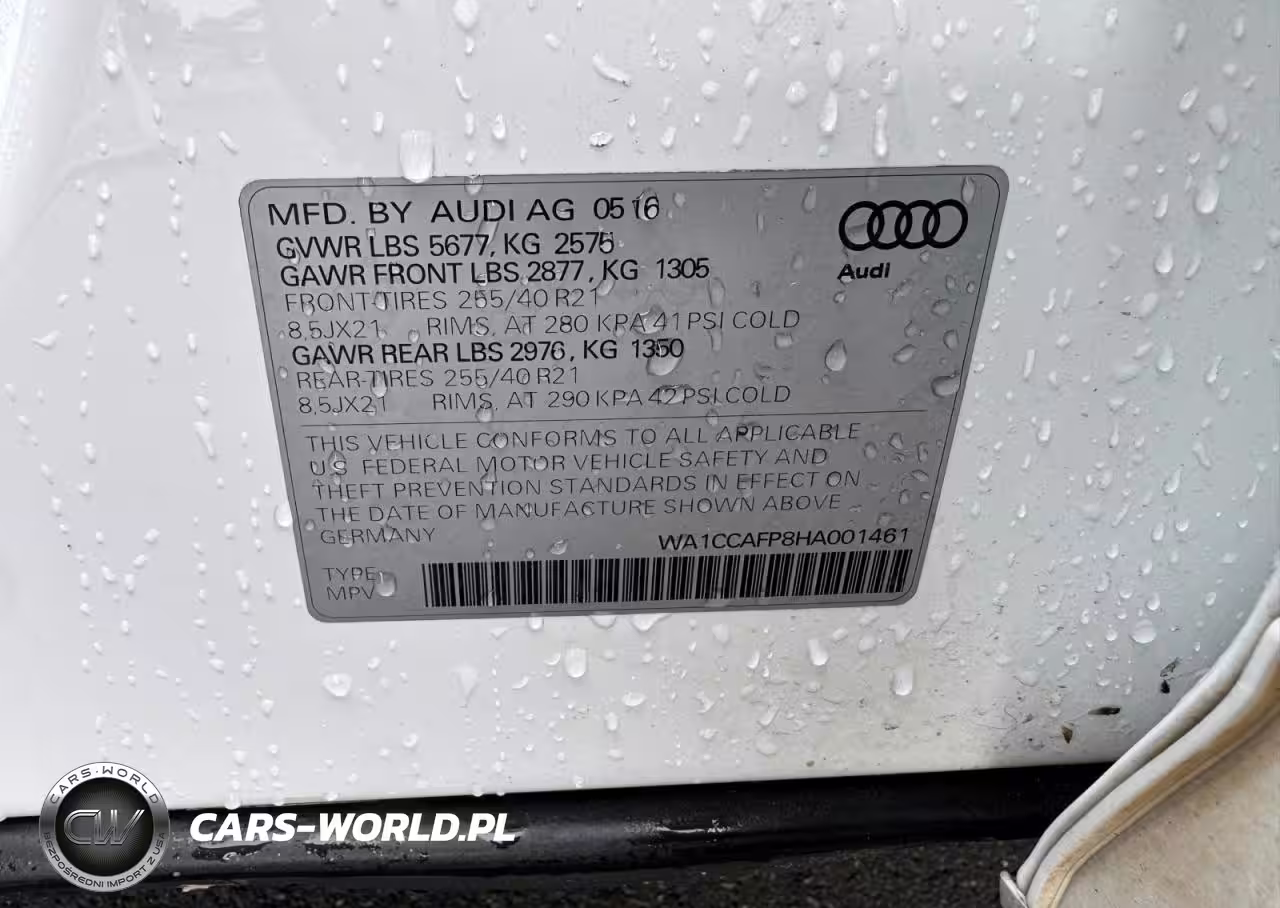 MFD. BY AUDI AG 05 16
GVWR LBS 5677, KG 2575
GAWR FRONT LBS 2877, KG 1305
FRONT-TIRES 255/40 R21
8,5JX21 RIMS, AT 280 KPA 41 PSI COLD
GAWR REAR LBS 2976, KG 1350
REAR-TIRES 255/40 R21
8,5JX21 RIMS, AT 290 KPA 42 PSI COLD
Audi
THIS VEHICLE CONFORMS TO ALL APPLICABLE
U.S. FEDERAL MOTOR VEHICLE SAFETY AND
THEFT PREVENTION STANDARDS IN EFFECT ON
THE DATE OF MANUFACTURE SHOWN ABOVE
GERMANY
WA1CCAFP8HA001461
TYPE:
MPV
CARS-WORLD
CW
BEZPOŚREDNI IMPORT Z USA
CARS-WORLD.PL